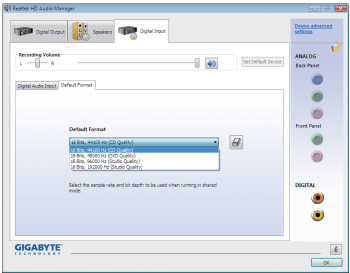 Realtek HD Audio Manager
Digital Output
Speakers
Digital Input
Device advanced
settings
Recording Volume
L
R
Set Default Device
ANALOG
Back Panel
Digital Audio Input
Default Format
Front Panel
Default Format
16 Bits, 44100 Hz (CD Quality)
16 Bits, 44100 Hz (CD Quality)
16 Bits, 48000 Hz (DVD Quality)
16 Bits, 96000 Hz (Studio Quality)
16 Bits, 192000 Hz (Studio Quality)
Select the sample rate and bit depth to be used when running in shared
mode.
DIGITAL
GIGABYTE™
TECHNOLOGY
OK